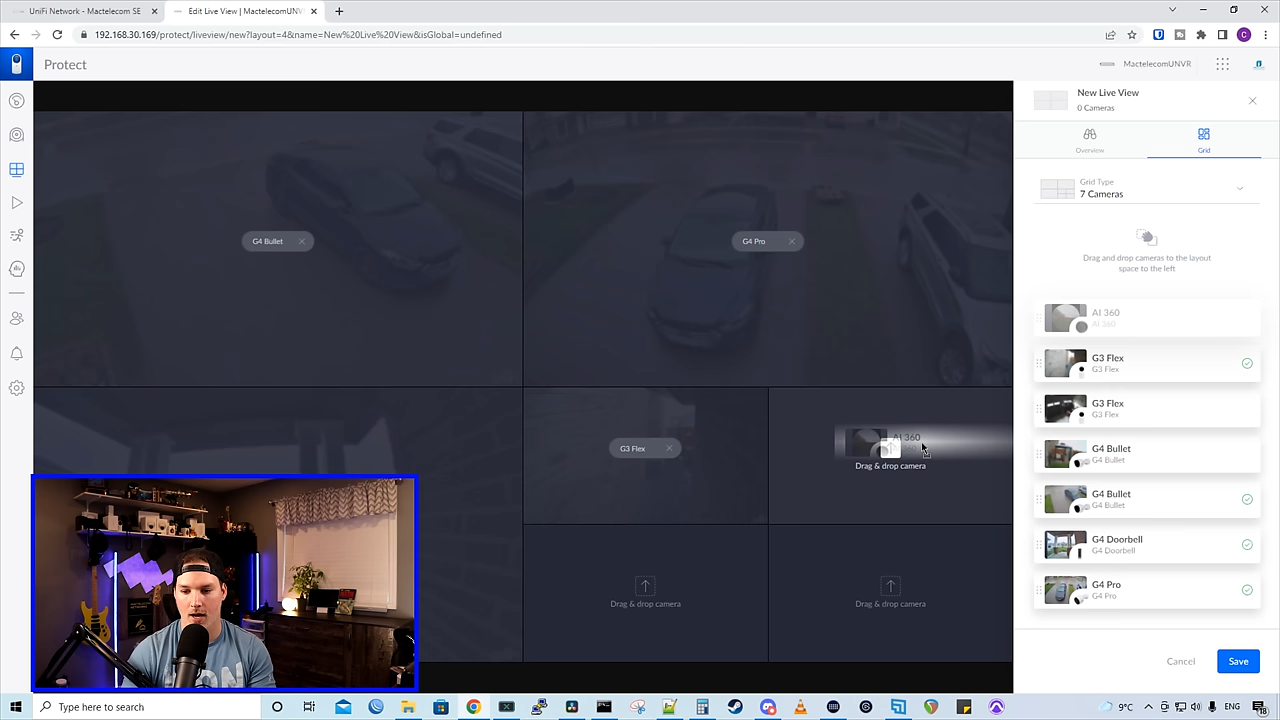 UniFi Network - Mactelecom SE
Edit Live View | MactelecomUNVR
192.168.30.169/protect/liveview/new?layout=4&name=New%20Live%20View&isGlobal=undefined
C
Protect
MactelecomUNVR
New Live View
0 Cameras
Overview
Grid
Grid Type
7 Cameras
Drag and drop cameras to the layout
space to the left
AI 360
AI 360
G3 Flex
G3 Flex
G3 Flex
G3 Flex
G4 Bullet
G4 Bullet
G4 Bullet
G4 Bullet
G4 Doorbell
G4 Doorbell
G4 Pro
G4 Pro
Cancel
Save
G4 Bullet
G4 Pro
G3 Flex
AI 360
Drag & drop camera
Drag & drop camera
Drag & drop camera
Type here to search
9°C
ENG